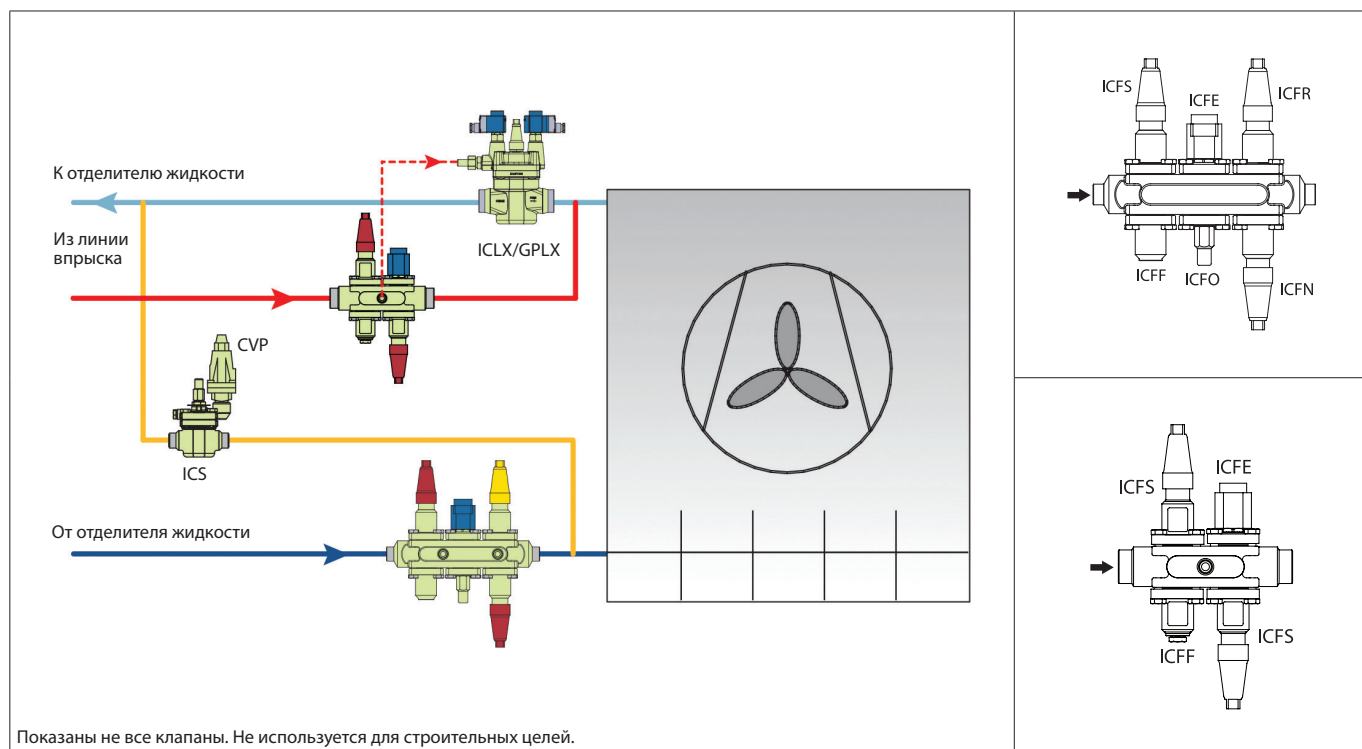 К отделителю жидкости
Из линии
впрыска
ICLX/GPLX
CVP
ICS
От отделителя жидкости
Показаны не все клапаны. Не используется для строительных целей.
ICFS
ICFE
ICFR
ICFF
ICFO
ICFN
ICFS
ICFE
ICFF
ICFS